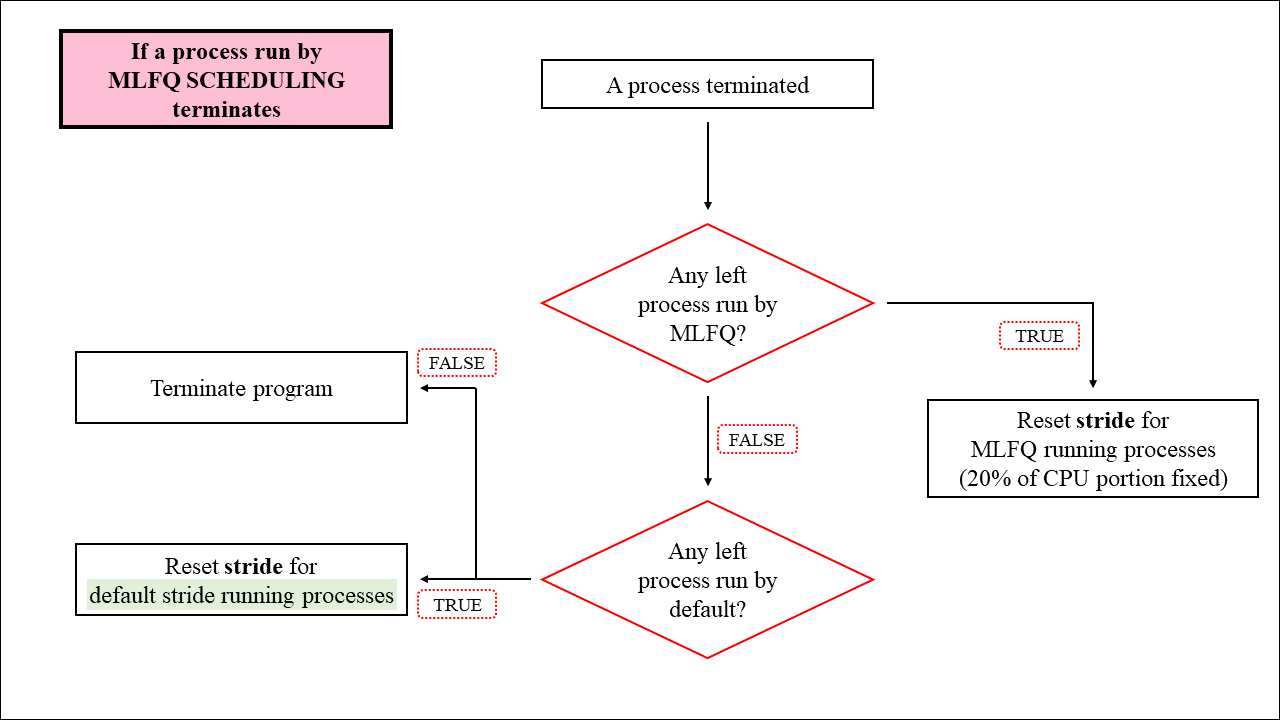 If a process run by
MLFQ SCHEDULING
terminates
A process terminated
Any left
process run by
MLFQ?
TRUE
Reset stride for
MLFQ running processes
(20% of CPU portion fixed)
FALSE
Any left
process run by
default?
FALSE
Terminate program
TRUE
Reset stride for
default stride running processes